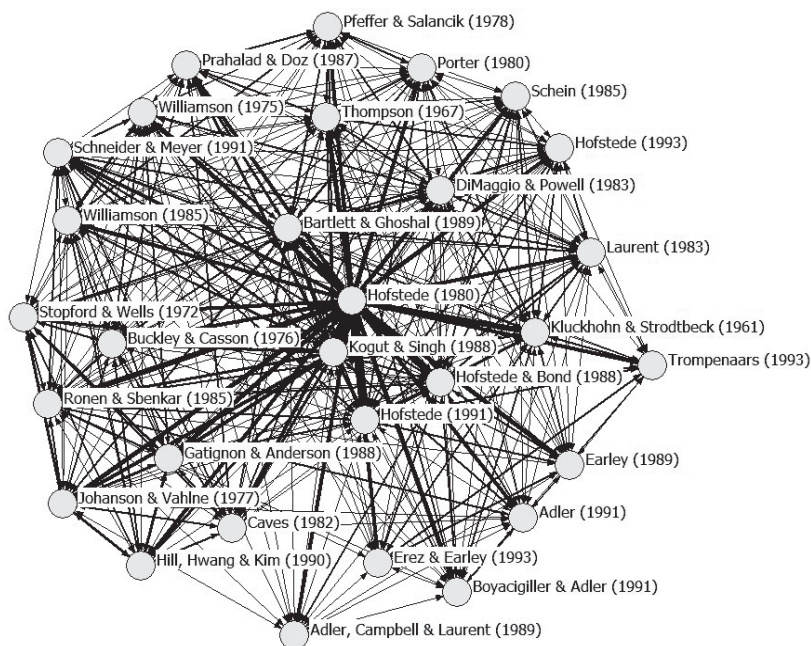 Pfeffer & Salancik (1978)
Prahalad & Doz (1987)
Porter (1980)
Schein (1985)
Williamson (1975)
Thompson (1967)
Hofstede (1993)
Schneider & Meyer (1991)
DiMaggio & Powell (1983)
Williamson (1985)
Bartlett & Ghoshal (1989)
Laurent (1983)
Hofstede (1980)
Stopford & Wells (1972
Kluckhohn & Strodtbeck (1961)
Buckley & Casson (1976)
Kogut & Singh (1988)
Trompenaars (1993)
Hofstede & Bond (1988)
Ronen & Sbenkar (1985)
Hofstede (1991)
Gatignon & Anderson (1988)
Earley (1989)
Johanson & Vahlne (1977)
Adler (1991)
Caves (1982)
Hill, Hwang & Kim (1990)
Erez & Earley (1993)
Boyacigiller & Adler (1991)
Adler, Campbell & Laurent (1989)